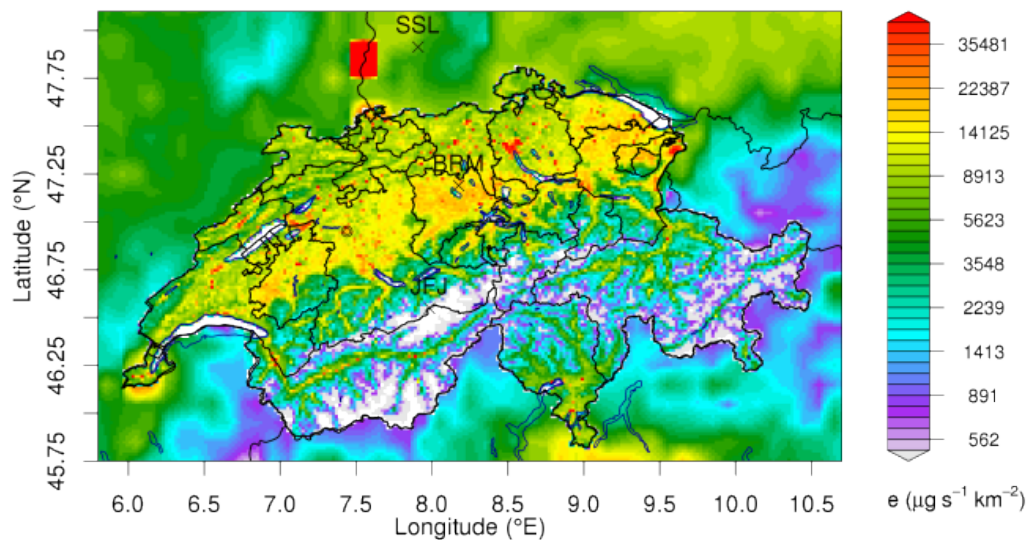 SSL
BRM
JFJ
47.75
47.25
46.75
46.25
45.75
Latitude (°N)
6.0 6.5 7.0 7.5 8.0 8.5 9.0 9.5 10.0 10.5
Longitude (°E)
35481
22387
14125
8913
5623
3548
2239
1413
891
562
e (μg s⁻¹ km⁻²)